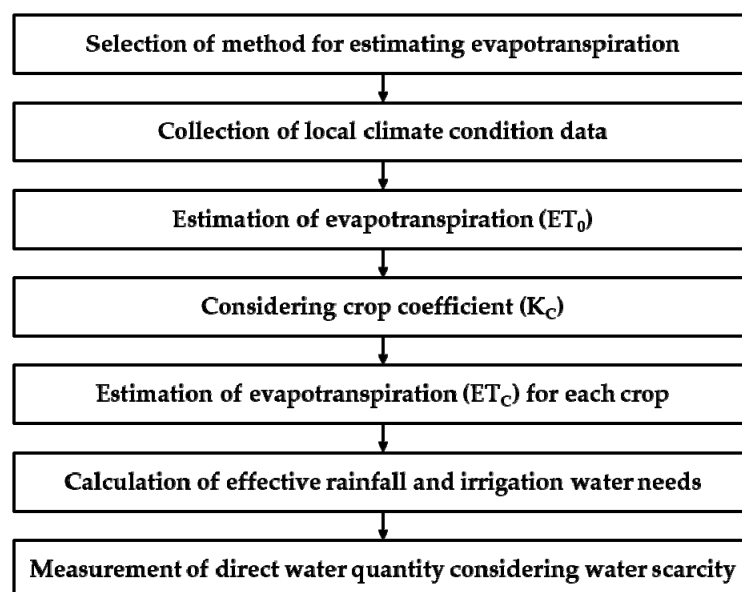 Selection of method for estimating evapotranspiration
Collection of local climate condition data
Estimation of evapotranspiration (ET₀)
Considering crop coefficient (K_C)
Estimation of evapotranspiration (ET_C) for each crop
Calculation of effective rainfall and irrigation water needs
Measurement of direct water quantity considering water scarcity